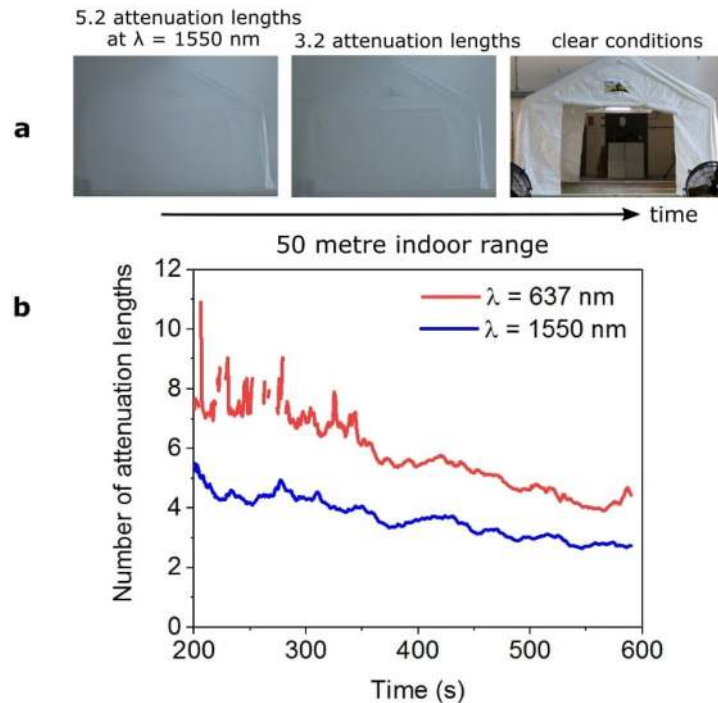 5.2 attenuation lengths
at λ = 1550 nm
3.2 attenuation lengths
clear conditions
a
time
50 metre indoor range
b
λ = 637 nm
λ = 1550 nm
Number of attenuation lengths
12
10
8
6
4
2
0
200
300
400
500
600
Time (s)